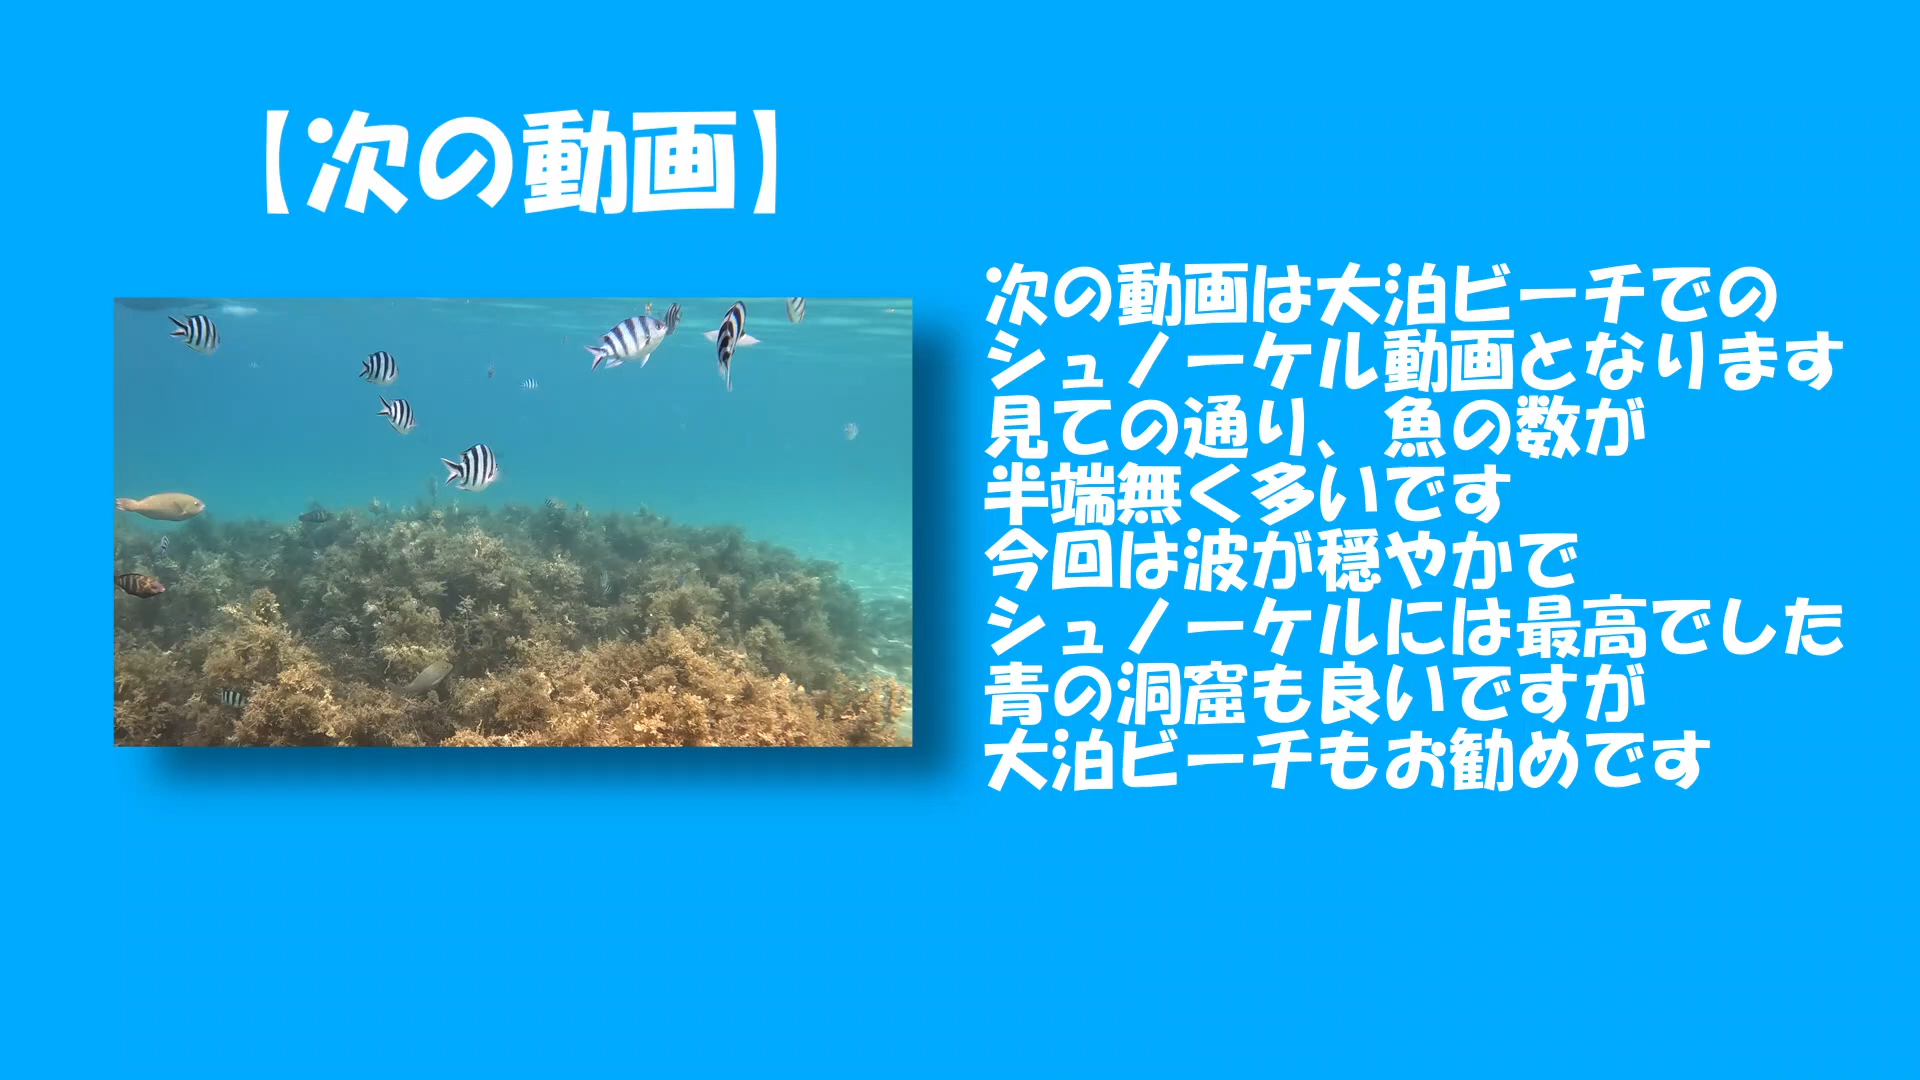 【次の動画】
次の動画は大泊ビーチでの
シュノーケル動画となります
見ての通り、魚の数が
半端無く多いです
今回は波が穏やかで
シュノーケルには最高でした
青の洞窟も良いですが
大泊ビーチもお勧めです